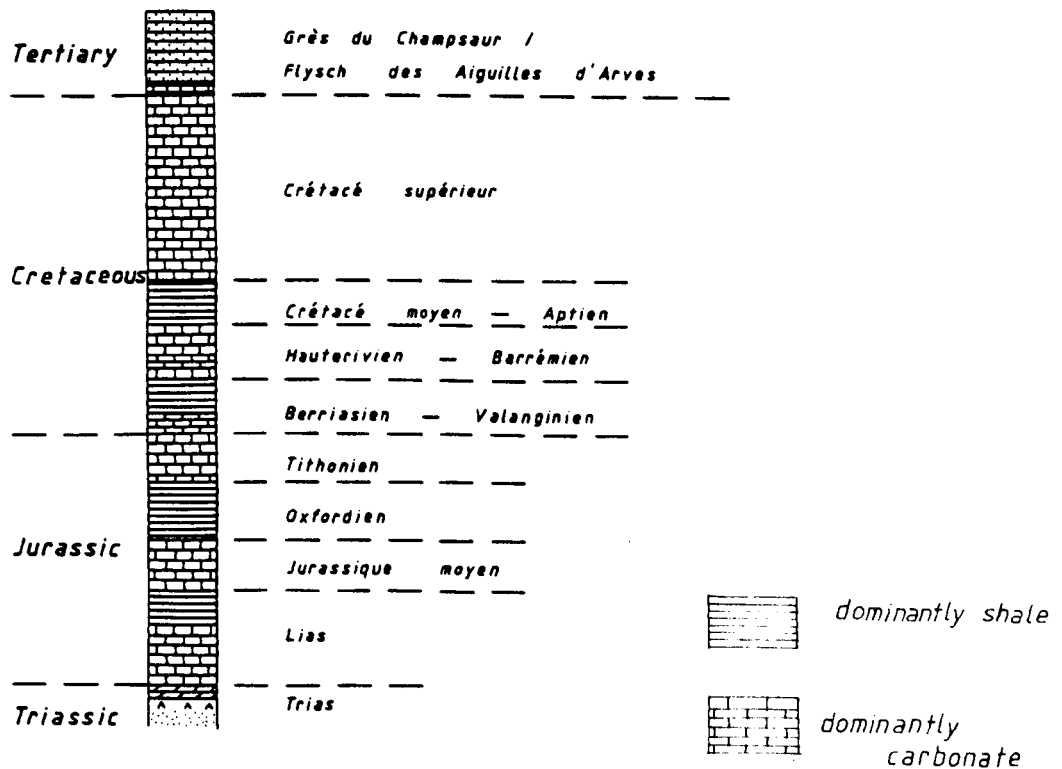 Tertiary
Grès du Champsaur /
Flysch des Aiguilles d'Arves
Crétacé supérieur
Cretaceous
Crétacé moyen — Aptien
Hauterivien — Barrémien
Berriasien — Valanginien
Tithonien
Oxfordien
Jurassic
Jurassique moyen
Lias
Trias
Triassic
dominantly shale
dominantly
carbonate